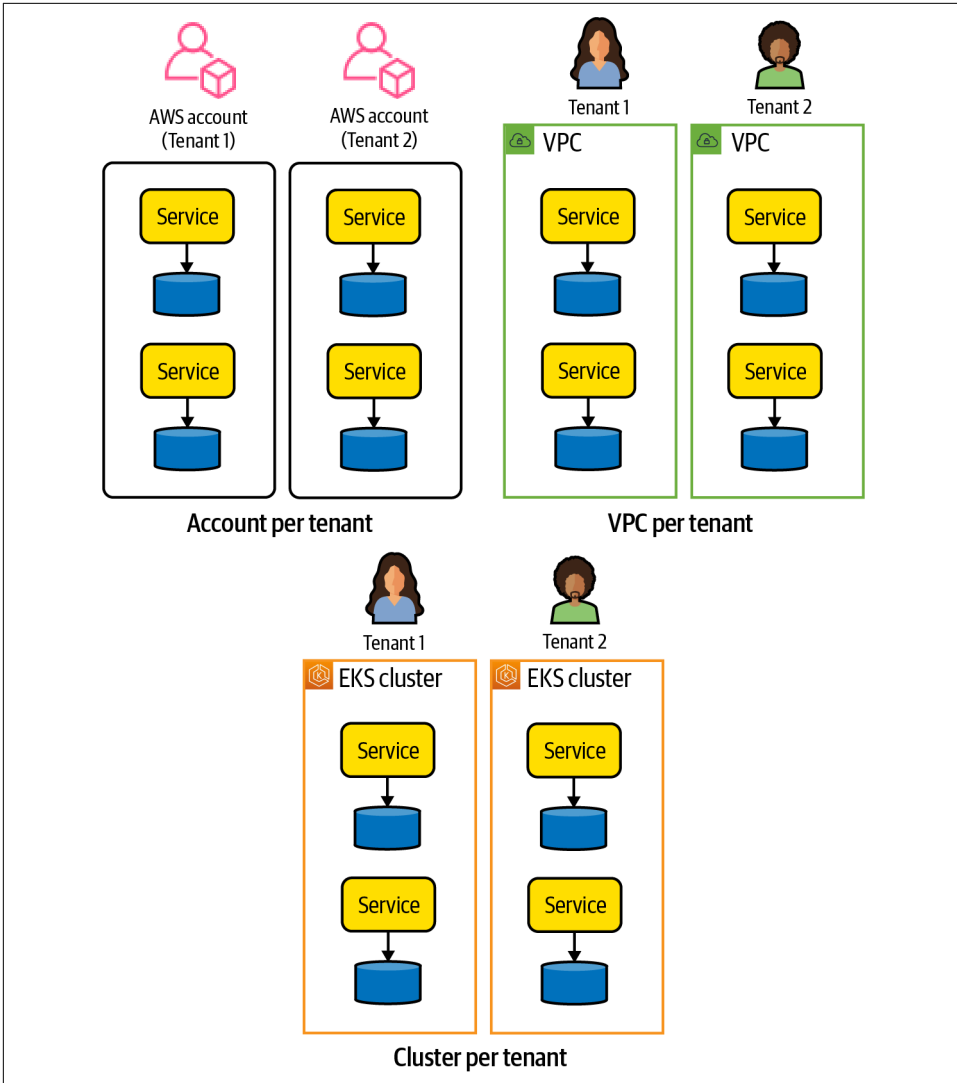 AWS account
(Tenant 1)
AWS account
(Tenant 2)
Tenant 1
Tenant 2
VPC
VPC
Service
Service
Service
Service
Service
Service
Service
Service
Account per tenant
VPC per tenant
Tenant 1
Tenant 2
EKS cluster
EKS cluster
K
K
Service
Service
Service
Service
Cluster per tenant